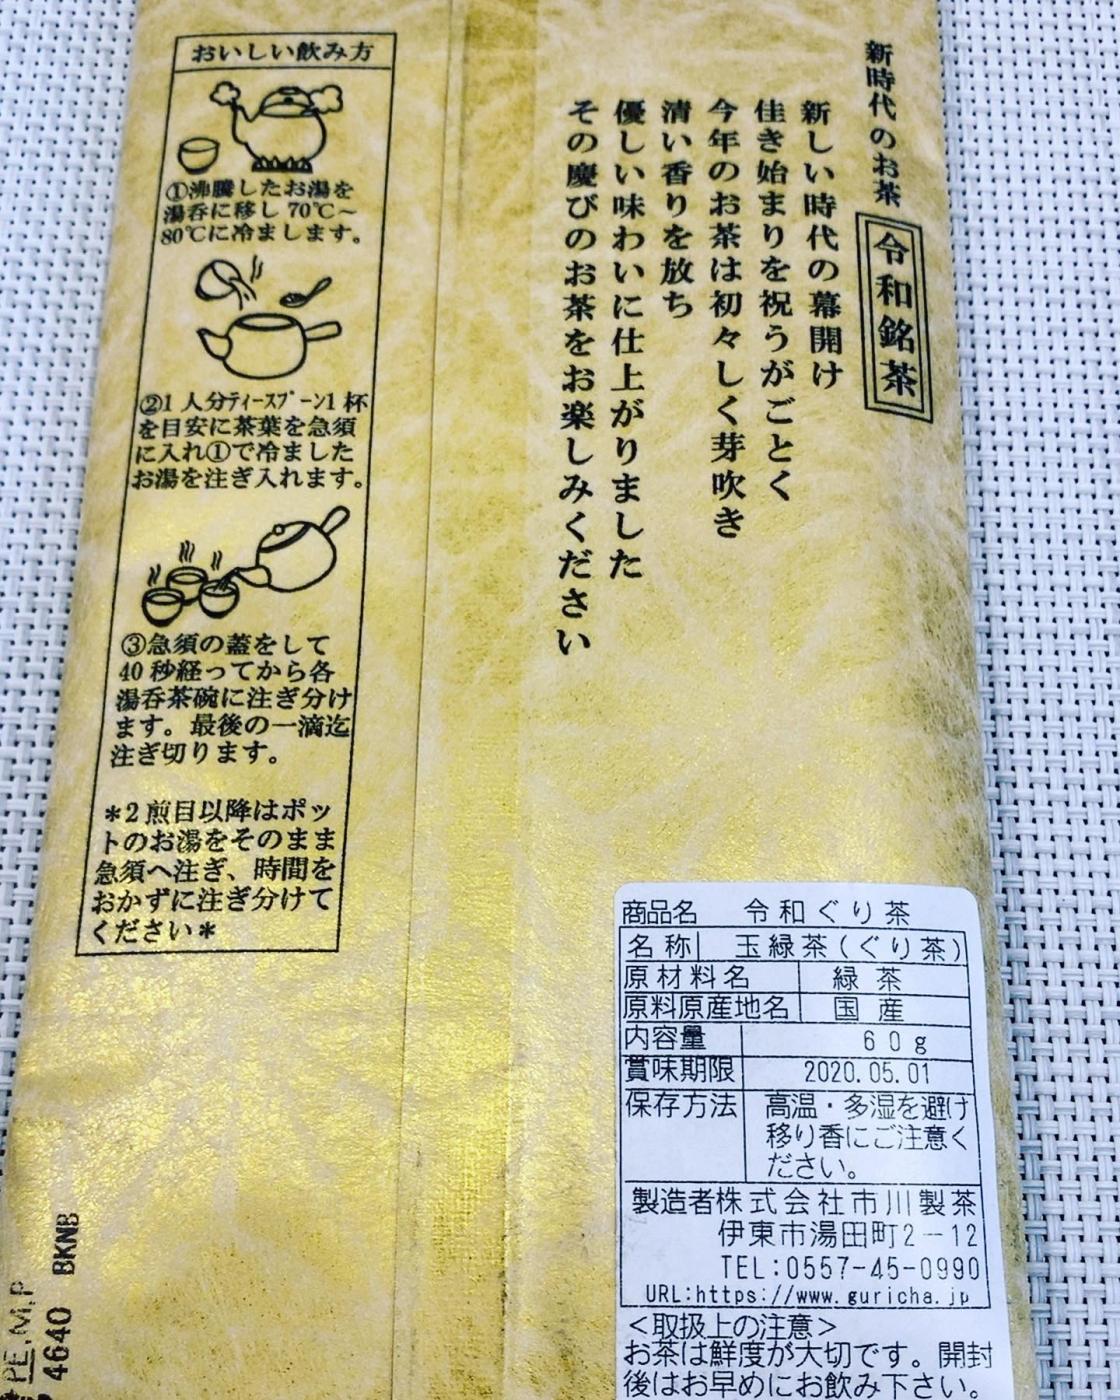 新時代のお茶
令和銘茶
新しい時代の幕開け
佳き始まりを祝うがごとく
今年のお茶は初々しく芽吹き
清い香りを放ち
優しい味わいに仕上がりました
その慶びのお茶をお楽しみください
おいしい飲み方
①沸騰したお湯を
湯呑に移し 70℃～
80℃に冷まします。
②1 人分ﾃｨｰｽﾌﾟｰﾝ1 杯
を目安に茶葉を急須
に入れ①で冷ました
お湯を注ぎ入れます。
③急須の蓋をして
40 秒経ってから各
湯呑茶碗に注ぎ分け
ます。最後の一滴迄
注ぎ切ります。
＊2 煎目以降はポッ
トのお湯をそのまま
急須へ注ぎ、時間を
おかずに注ぎ分けて
ください＊
商品名 令和ぐり茶
名称 玉緑茶(ぐり茶)
原材料名 緑茶
原料原産地名 国産
内容量 60g
賞味期限 2020.05.01
保存方法 高温・多湿を避け
移り香にご注意く
ださい。
製造者株式会社市川製茶
伊東市湯田町2－12
TEL:0557-45-0990
URL:https://www.guricha.jp
＜取扱上の注意＞
お茶は鮮度が大切です。開封
後はお早めにお飲み下さい。
PE.M.P
4640 BKNB